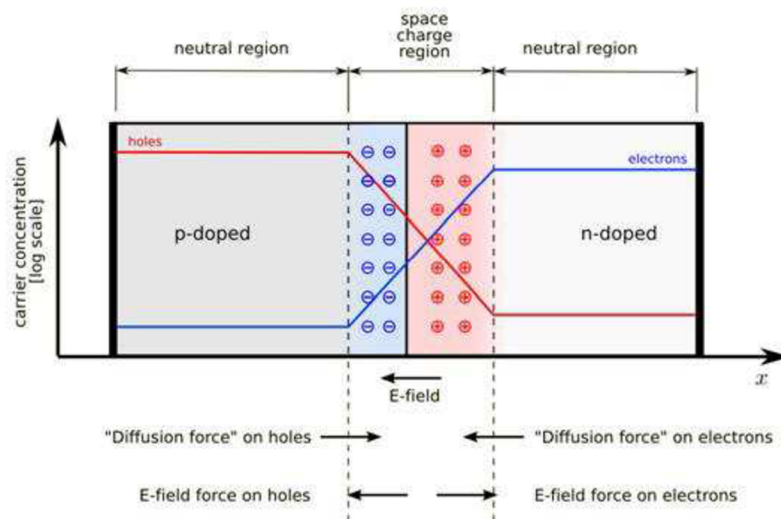 space
charge
region
neutral region
neutral region
holes
electrons
p-doped
n-doped
carrier concentration
[log scale]
x
E-field
"Diffusion force" on holes
"Diffusion force" on electrons
E-field force on holes
E-field force on electrons